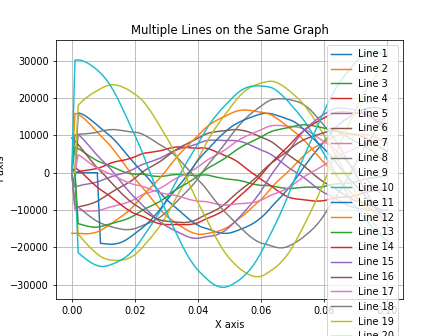 Multiple Lines on the Same Graph
30000
20000
10000
0
−10000
−20000
−30000
0.00
0.02
0.04
0.06
X axis
Line 1
Line 2
Line 3
Line 4
Line 5
Line 6
Line 7
Line 8
Line 9
Line 10
Line 11
Line 12
Line 13
Line 14
Line 15
Line 16
Line 17
Line 18
Line 19
Line 20